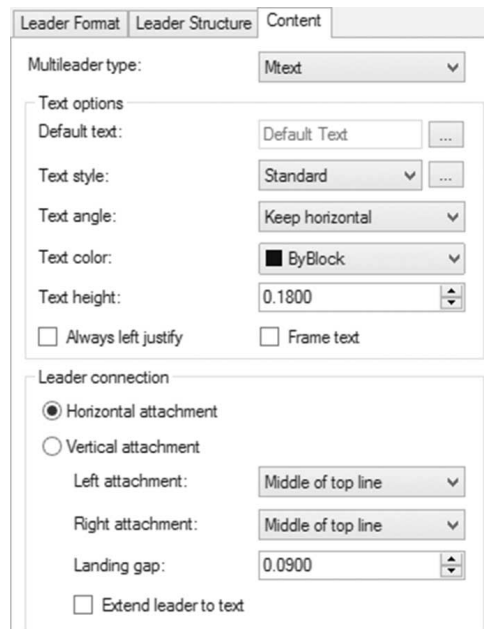 Leader Format Leader Structure Content
Multileader type: Mtext
Text options
Default text: Default Text ...
Text style: Standard ...
Text angle: Keep horizontal
Text color: ByBlock
Text height: 0.1800
Always left justify Frame text
Leader connection
Horizontal attachment
Vertical attachment
Left attachment: Middle of top line
Right attachment: Middle of top line
Landing gap: 0.0900
Extend leader to text